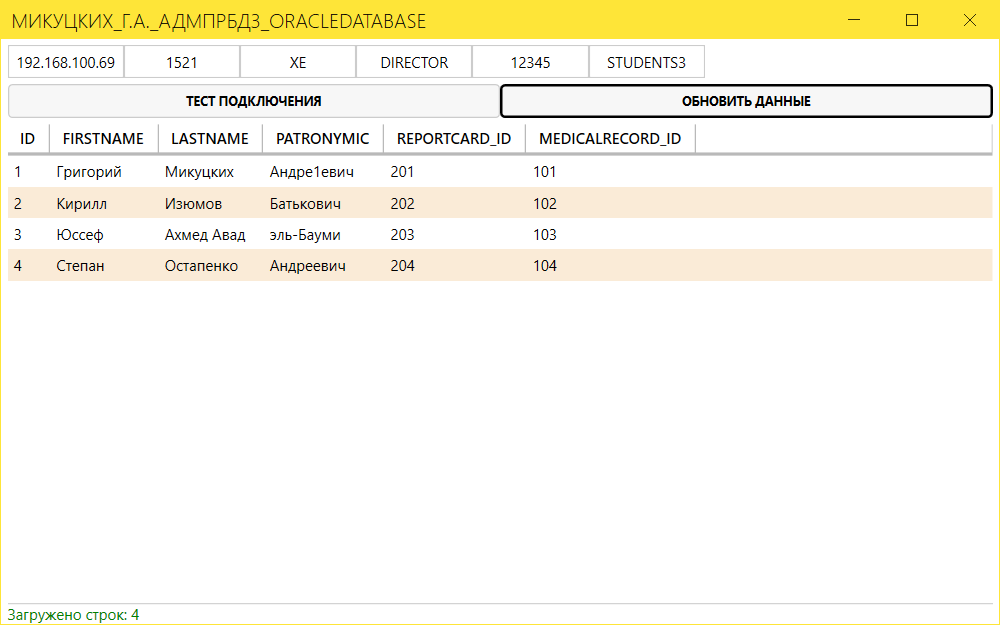 МИКУЦКИХ_Г.А._АДМПРБД3_ORACLEDATABASE
192.168.100.69 1521 XE DIRECTOR 12345 STUDENTS3
ТЕСТ ПОДКЛЮЧЕНИЯ ОБНОВИТЬ ДАННЫЕ
ID FIRSTNAME LASTNAME PATRONYMIC REPORTCARD_ID MEDICALRECORD_ID
1 Григорий Микуцких Андре1евич 201 101
2 Кирилл Изюмов Батькович 202 102
3 Юссеф Ахмед Авад эль-Бауми 203 103
4 Степан Остапенко Андреевич 204 104
Загружено строк: 4